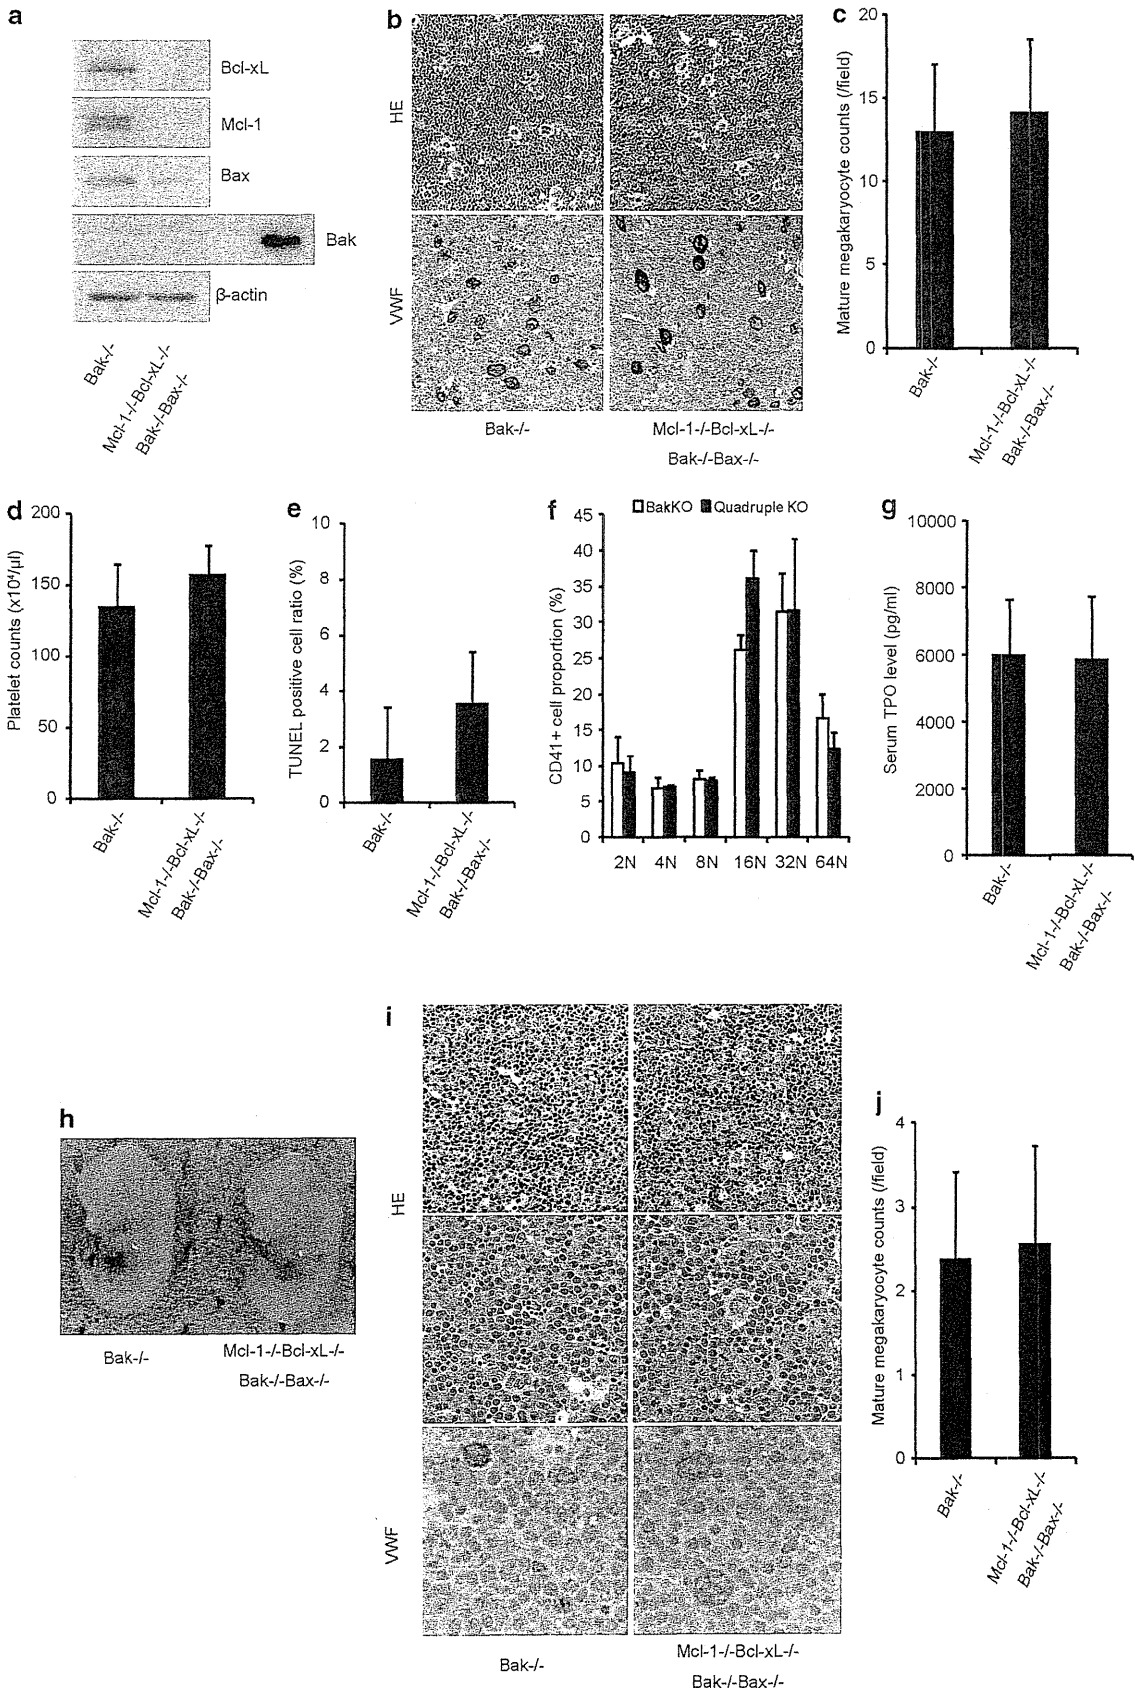 a
Bcl-xL
Mcl-1
Bax
Bak
β-actin
Bak-/-
Mcl-1-/-Bcl-xL-/-
Bak-/-Bax-/-
b
HE
VWF
Bak-/-
Mcl-1-/-Bcl-xL-/-
Bak-/-Bax-/-
c
Mature megakaryocyte counts (/field)
20
15
10
5
0
Bak-/-
Mcl-1-/-Bcl-xL-/-
Bak-/-Bax-/-
d
Platelet counts (x10⁴/μl)
200
150
100
50
0
Bak-/-
Mcl-1-/-Bcl-xL-/-
Bak-/-Bax-/-
e
TUNEL positive cell ratio (%)
10
8
6
4
2
0
Bak-/-
Mcl-1-/-Bcl-xL-/-
Bak-/-Bax-/-
f
BakKO Quadruple KO
CD41+ cell proportion (%)
45
40
35
30
25
20
15
10
5
0
2N 4N 8N 16N 32N 64N
g
Serum TPO level (pg/ml)
10000
8000
6000
4000
2000
0
Bak-/-
Mcl-1-/-Bcl-xL-/-
Bak-/-Bax-/-
h
Bak-/-
Mcl-1-/-Bcl-xL-/-
Bak-/-Bax-/-
i
HE
VWF
Bak-/-
Mcl-1-/-Bcl-xL-/-
Bak-/-Bax-/-
j
Mature megakaryocyte counts (/field)
4
3
2
1
0
Bak-/-
Mcl-1-/-Bcl-xL-/-
Bak-/-Bax-/-